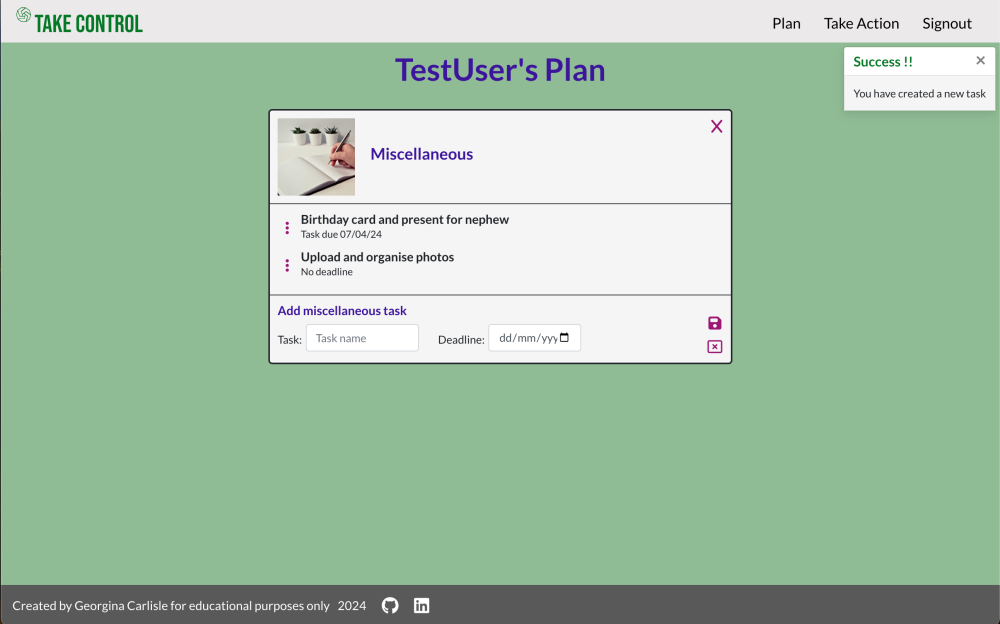 TAKE CONTROL
Plan Take Action Signout
TestUser's Plan
Success !! ×
You have created a new task
Miscellaneous
Birthday card and present for nephew
Task due 07/04/24
Upload and organise photos
No deadline
Add miscellaneous task
Task: Task name Deadline: dd/mm/yyy
Created by Georgina Carlisle for educational purposes only 2024